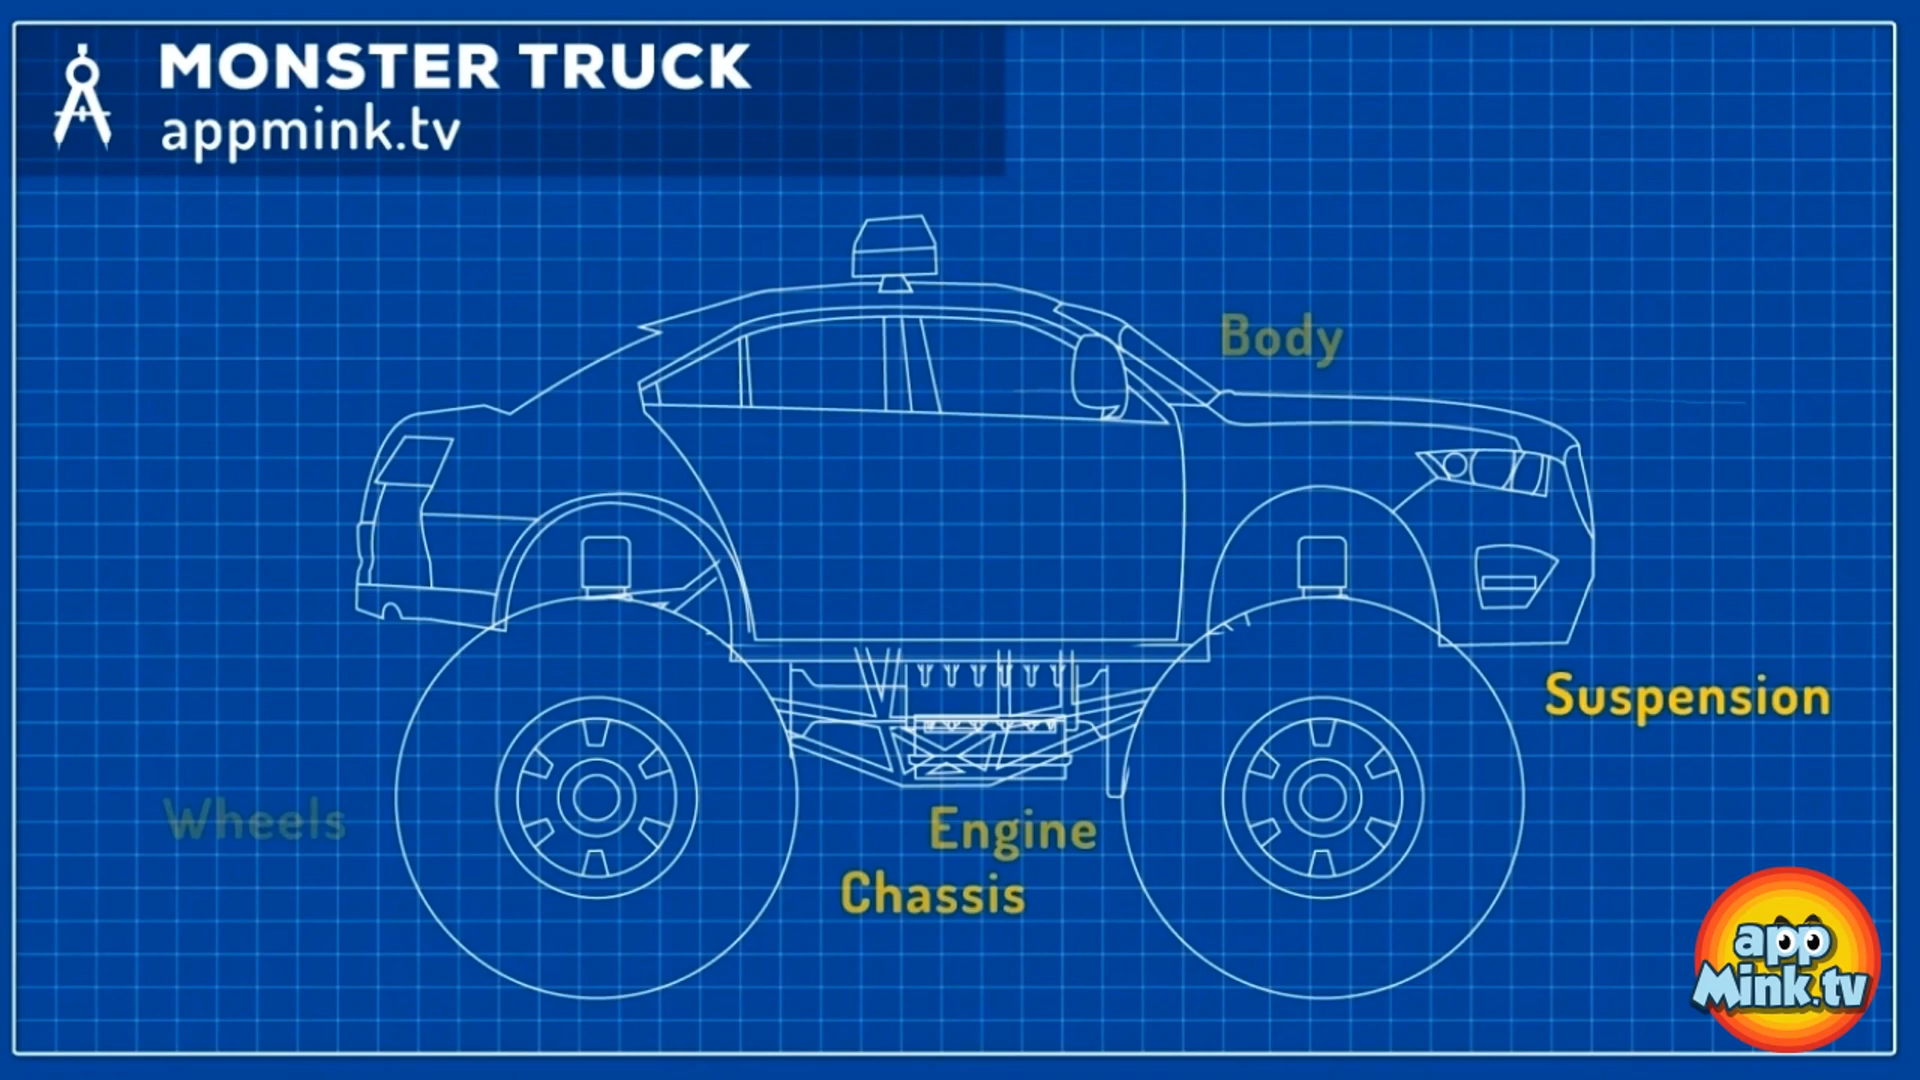 MONSTER TRUCK
appmink.tv
Body
Suspension
Wheels
Engine
Chassis
app
Mink.tv